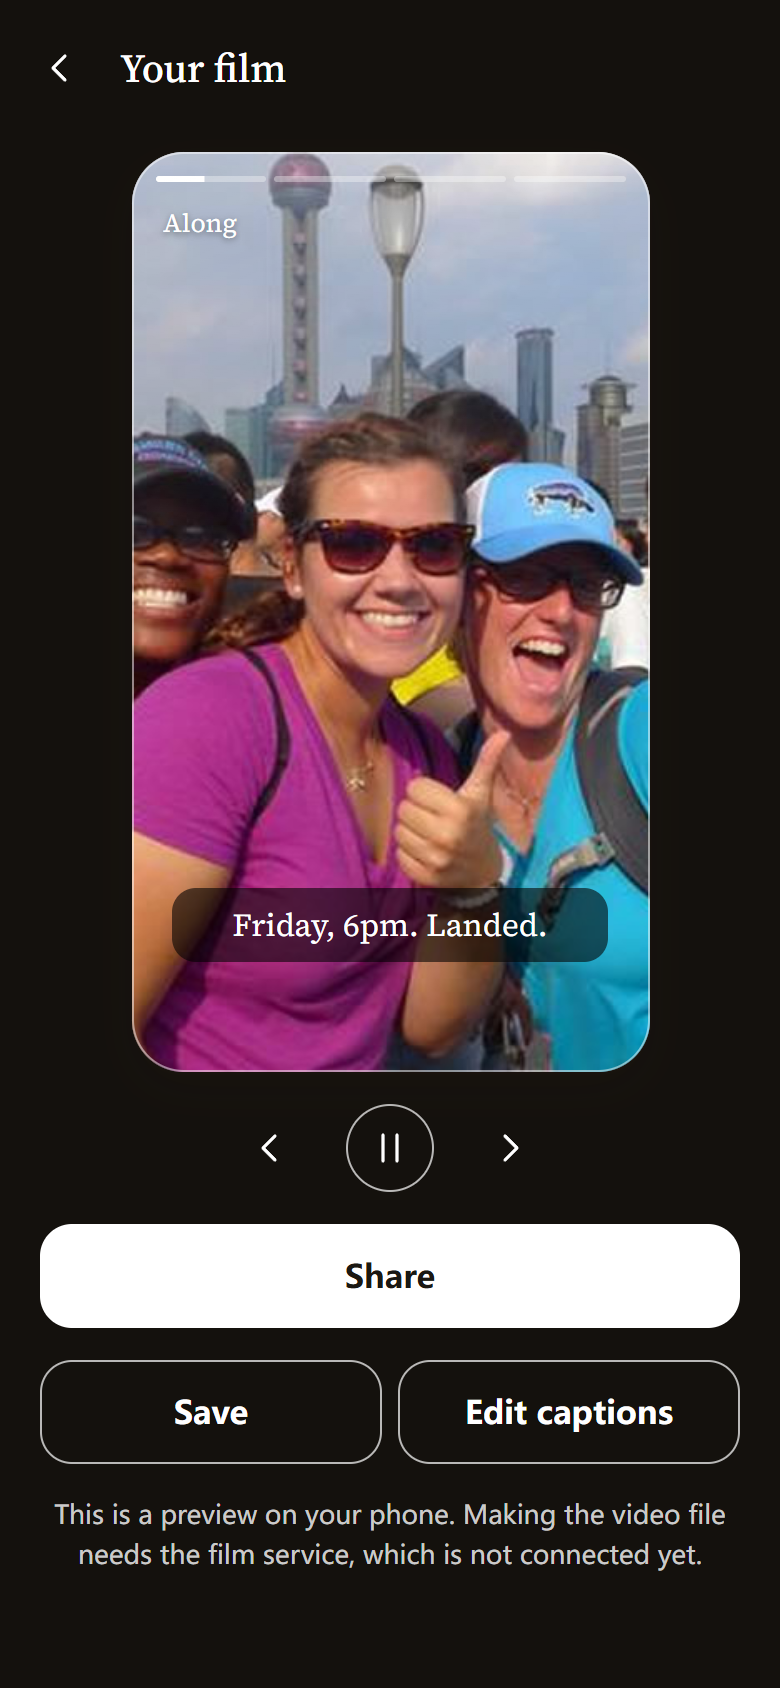 Your film
Along
Friday, 6pm. Landed.
Share
Save
Edit captions
This is a preview on your phone. Making the video file
needs the film service, which is not connected yet.